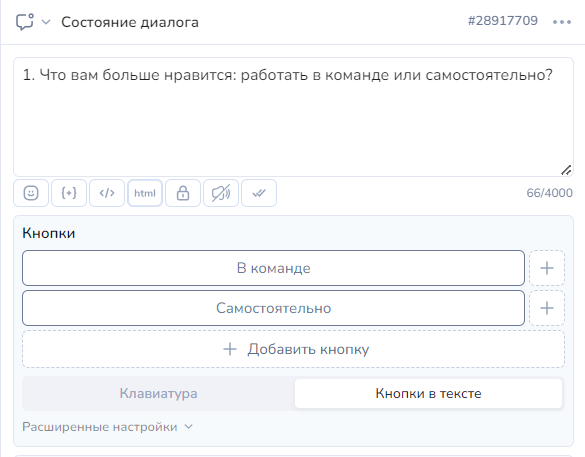 Состояние диалога
#28917709
1. Что вам больше нравится: работать в команде или самостоятельно?
{+}
</>
html
66/4000
Кнопки
В команде
Самостоятельно
Добавить кнопку
Клавиатура
Кнопки в тексте
Расширенные настройки